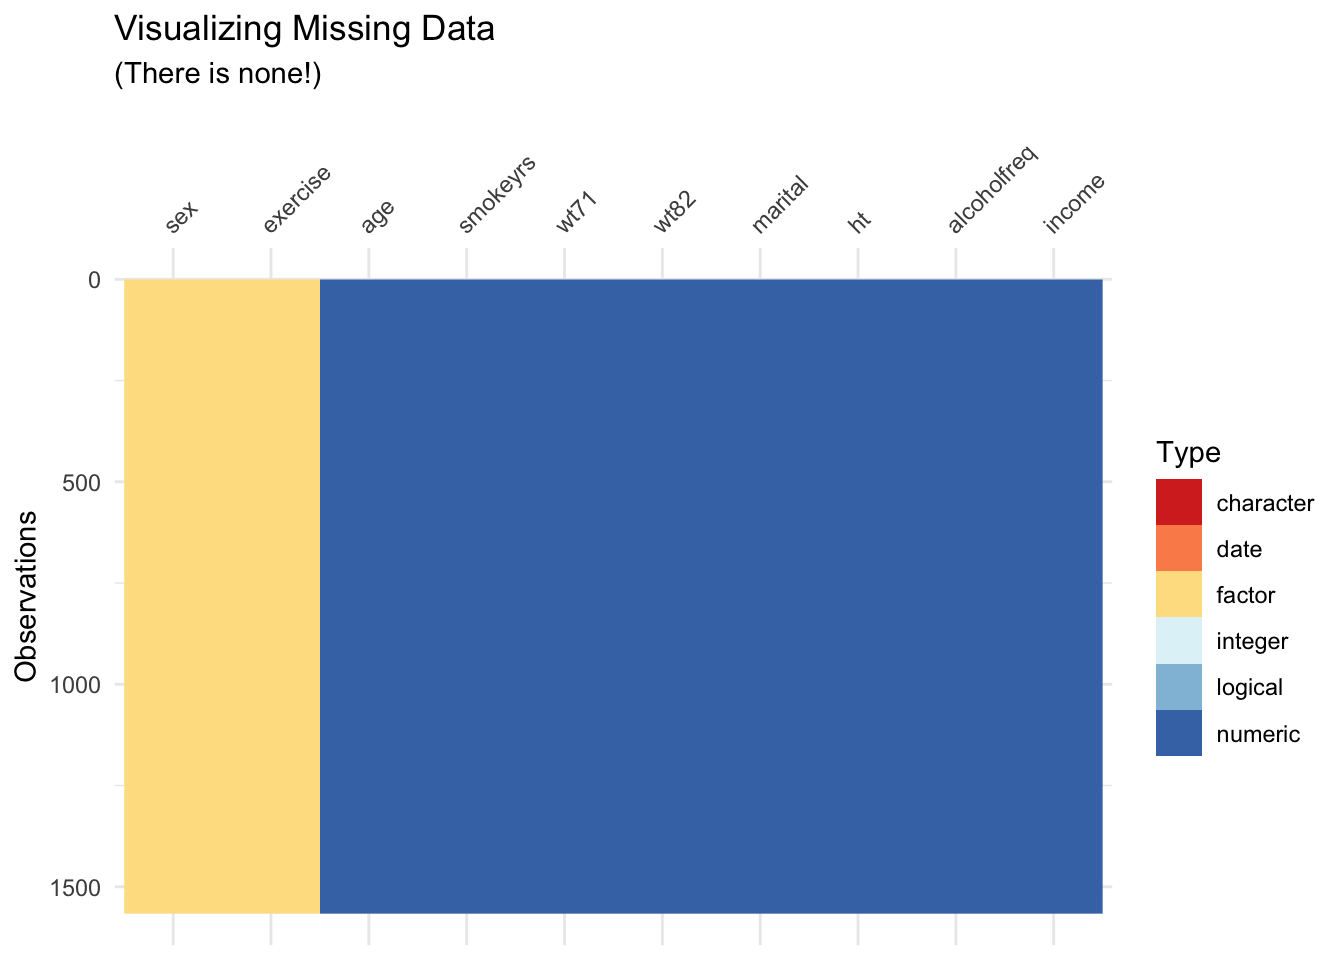 Visualizing Missing Data
(There is none!)
sex
exercise
age
smokeyrs
wt71
wt82
marital
ht
alcoholfreq
income
0
500
1000
1500
Observations
Type
character
date
factor
integer
logical
numeric